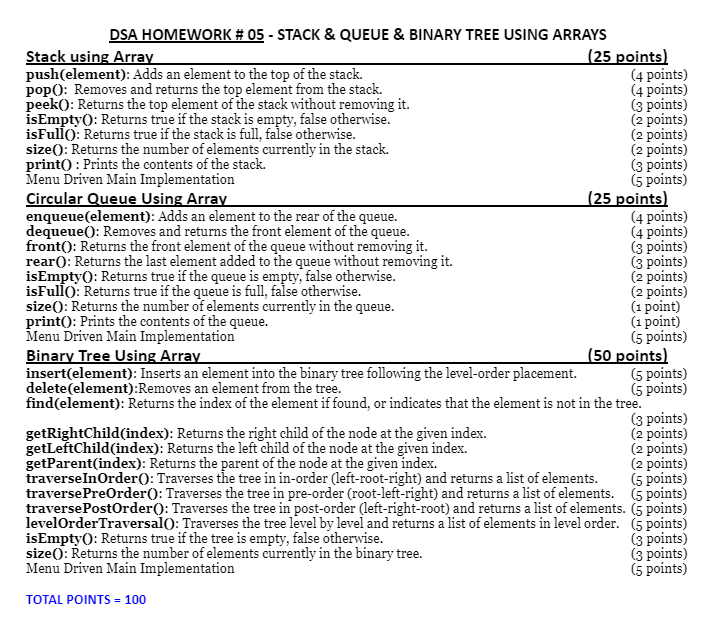 DSA HOMEWORK # 05 - STACK & QUEUE & BINARY TREE USING ARRAYS
Stack using Array (25 points)
push(element): Adds an element to the top of the stack. (4 points)
pop():  Removes and returns the top element from the stack. (4 points)
peek(): Returns the top element of the stack without removing it. (3 points)
isEmpty(): Returns true if the stack is empty, false otherwise. (2 points)
isFull(): Returns true if the stack is full, false otherwise. (2 points)
size(): Returns the number of elements currently in the stack. (2 points)
print() : Prints the contents of the stack. (3 points)
Menu Driven Main Implementation (5 points)
Circular Queue Using Array (25 points)
enqueue(element): Adds an element to the rear of the queue. (4 points)
dequeue(): Removes and returns the front element of the queue. (4 points)
front(): Returns the front element of the queue without removing it. (3 points)
rear(): Returns the last element added to the queue without removing it. (3 points)
isEmpty(): Returns true if the queue is empty, false otherwise. (2 points)
isFull(): Returns true if the queue is full, false otherwise. (2 points)
size(): Returns the number of elements currently in the queue. (1 point)
print(): Prints the contents of the queue. (1 point)
Menu Driven Main Implementation (5 points)
Binary Tree Using Array (50 points)
insert(element): Inserts an element into the binary tree following the level-order placement. (5 points)
delete(element):Removes an element from the tree. (5 points)
find(element): Returns the index of the element if found, or indicates that the element is not in the tree.
(3 points)
getRightChild(index): Returns the right child of the node at the given index. (2 points)
getLeftChild(index): Returns the left child of the node at the given index. (2 points)
getParent(index): Returns the parent of the node at the given index. (2 points)
traverseInOrder(): Traverses the tree in in-order (left-root-right) and returns a list of elements. (5 points)
traversePreOrder(): Traverses the tree in pre-order (root-left-right) and returns a list of elements. (5 points)
traversePostOrder(): Traverses the tree in post-order (left-right-root) and returns a list of elements. (5 points)
levelOrderTraversal(): Traverses the tree level by level and returns a list of elements in level order. (5 points)
isEmpty(): Returns true if the tree is empty, false otherwise. (3 points)
size(): Returns the number of elements currently in the binary tree. (3 points)
Menu Driven Main Implementation (5 points)
TOTAL POINTS = 100